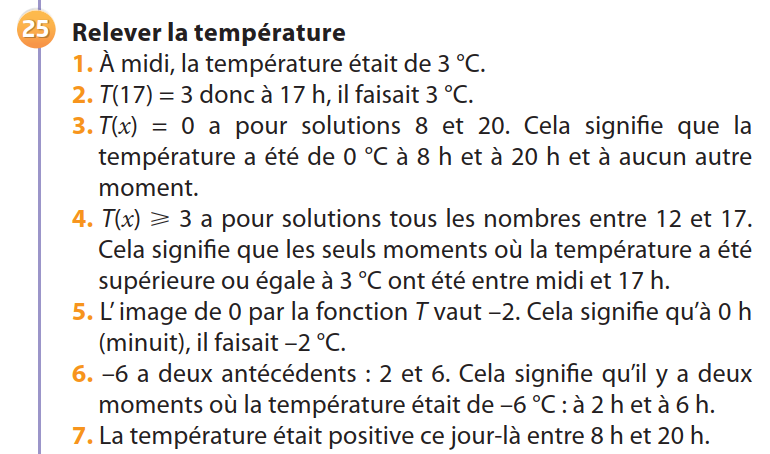 25 Relever la température
1. À midi, la température était de 3 °C.
2. T(17) = 3 donc à 17 h, il faisait 3 °C.
3. T(x) = 0 a pour solutions 8 et 20. Cela signifie que la
température a été de 0 °C à 8 h et à 20 h et à aucun autre
moment.
4. T(x) ⩾ 3 a pour solutions tous les nombres entre 12 et 17.
Cela signifie que les seuls moments où la température a été
supérieure ou égale à 3 °C ont été entre midi et 17 h.
5. L’ image de 0 par la fonction T vaut –2. Cela signifie qu’à 0 h
(minuit), il faisait –2 °C.
6. –6 a deux antécédents : 2 et 6. Cela signifie qu’il y a deux
moments où la température était de –6 °C : à 2 h et à 6 h.
7. La température était positive ce jour-là entre 8 h et 20 h.